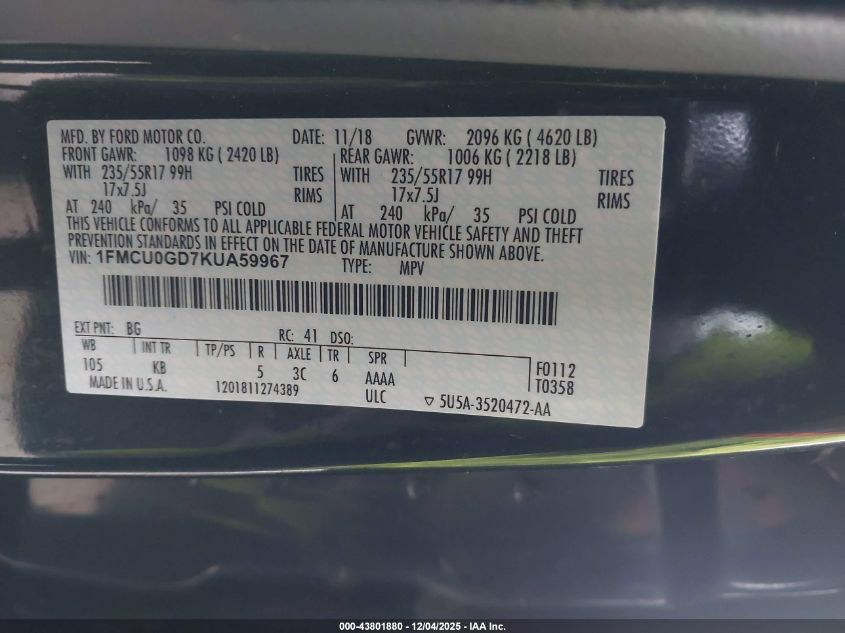 MFD. BY FORD MOTOR CO. DATE: 11/18 GVWR: 2096 KG ( 4620 LB)
FRONT GAWR: 1098 KG ( 2420 LB) REAR GAWR: 1006 KG ( 2218 LB)
WITH 235/55R17 99H TIRES WITH 235/55R17 99H TIRES
17x7.5J RIMS 17x7.5J RIMS
AT 240 kPa/ 35 PSI COLD AT 240 kPa/ 35 PSI COLD
THIS VEHICLE CONFORMS TO ALL APPLICABLE FEDERAL MOTOR VEHICLE SAFETY AND THEFT
PREVENTION STANDARDS IN EFFECT ON THE DATE OF MANUFACTURE SHOWN ABOVE.
VIN: 1FMCU0GD7KUA59967 TYPE: MPV
EXT PNT: BG RC: 41 DSO:
WB INT TR TP/PS R AXLE TR SPR
105 KB 5 3C 6 AAAA F0112
MADE IN U.S.A. 1201811274389 ULC T0358
▽ 5U5A-3520472-AA
000-43801880 - 12/04/2025 - IAA Inc.